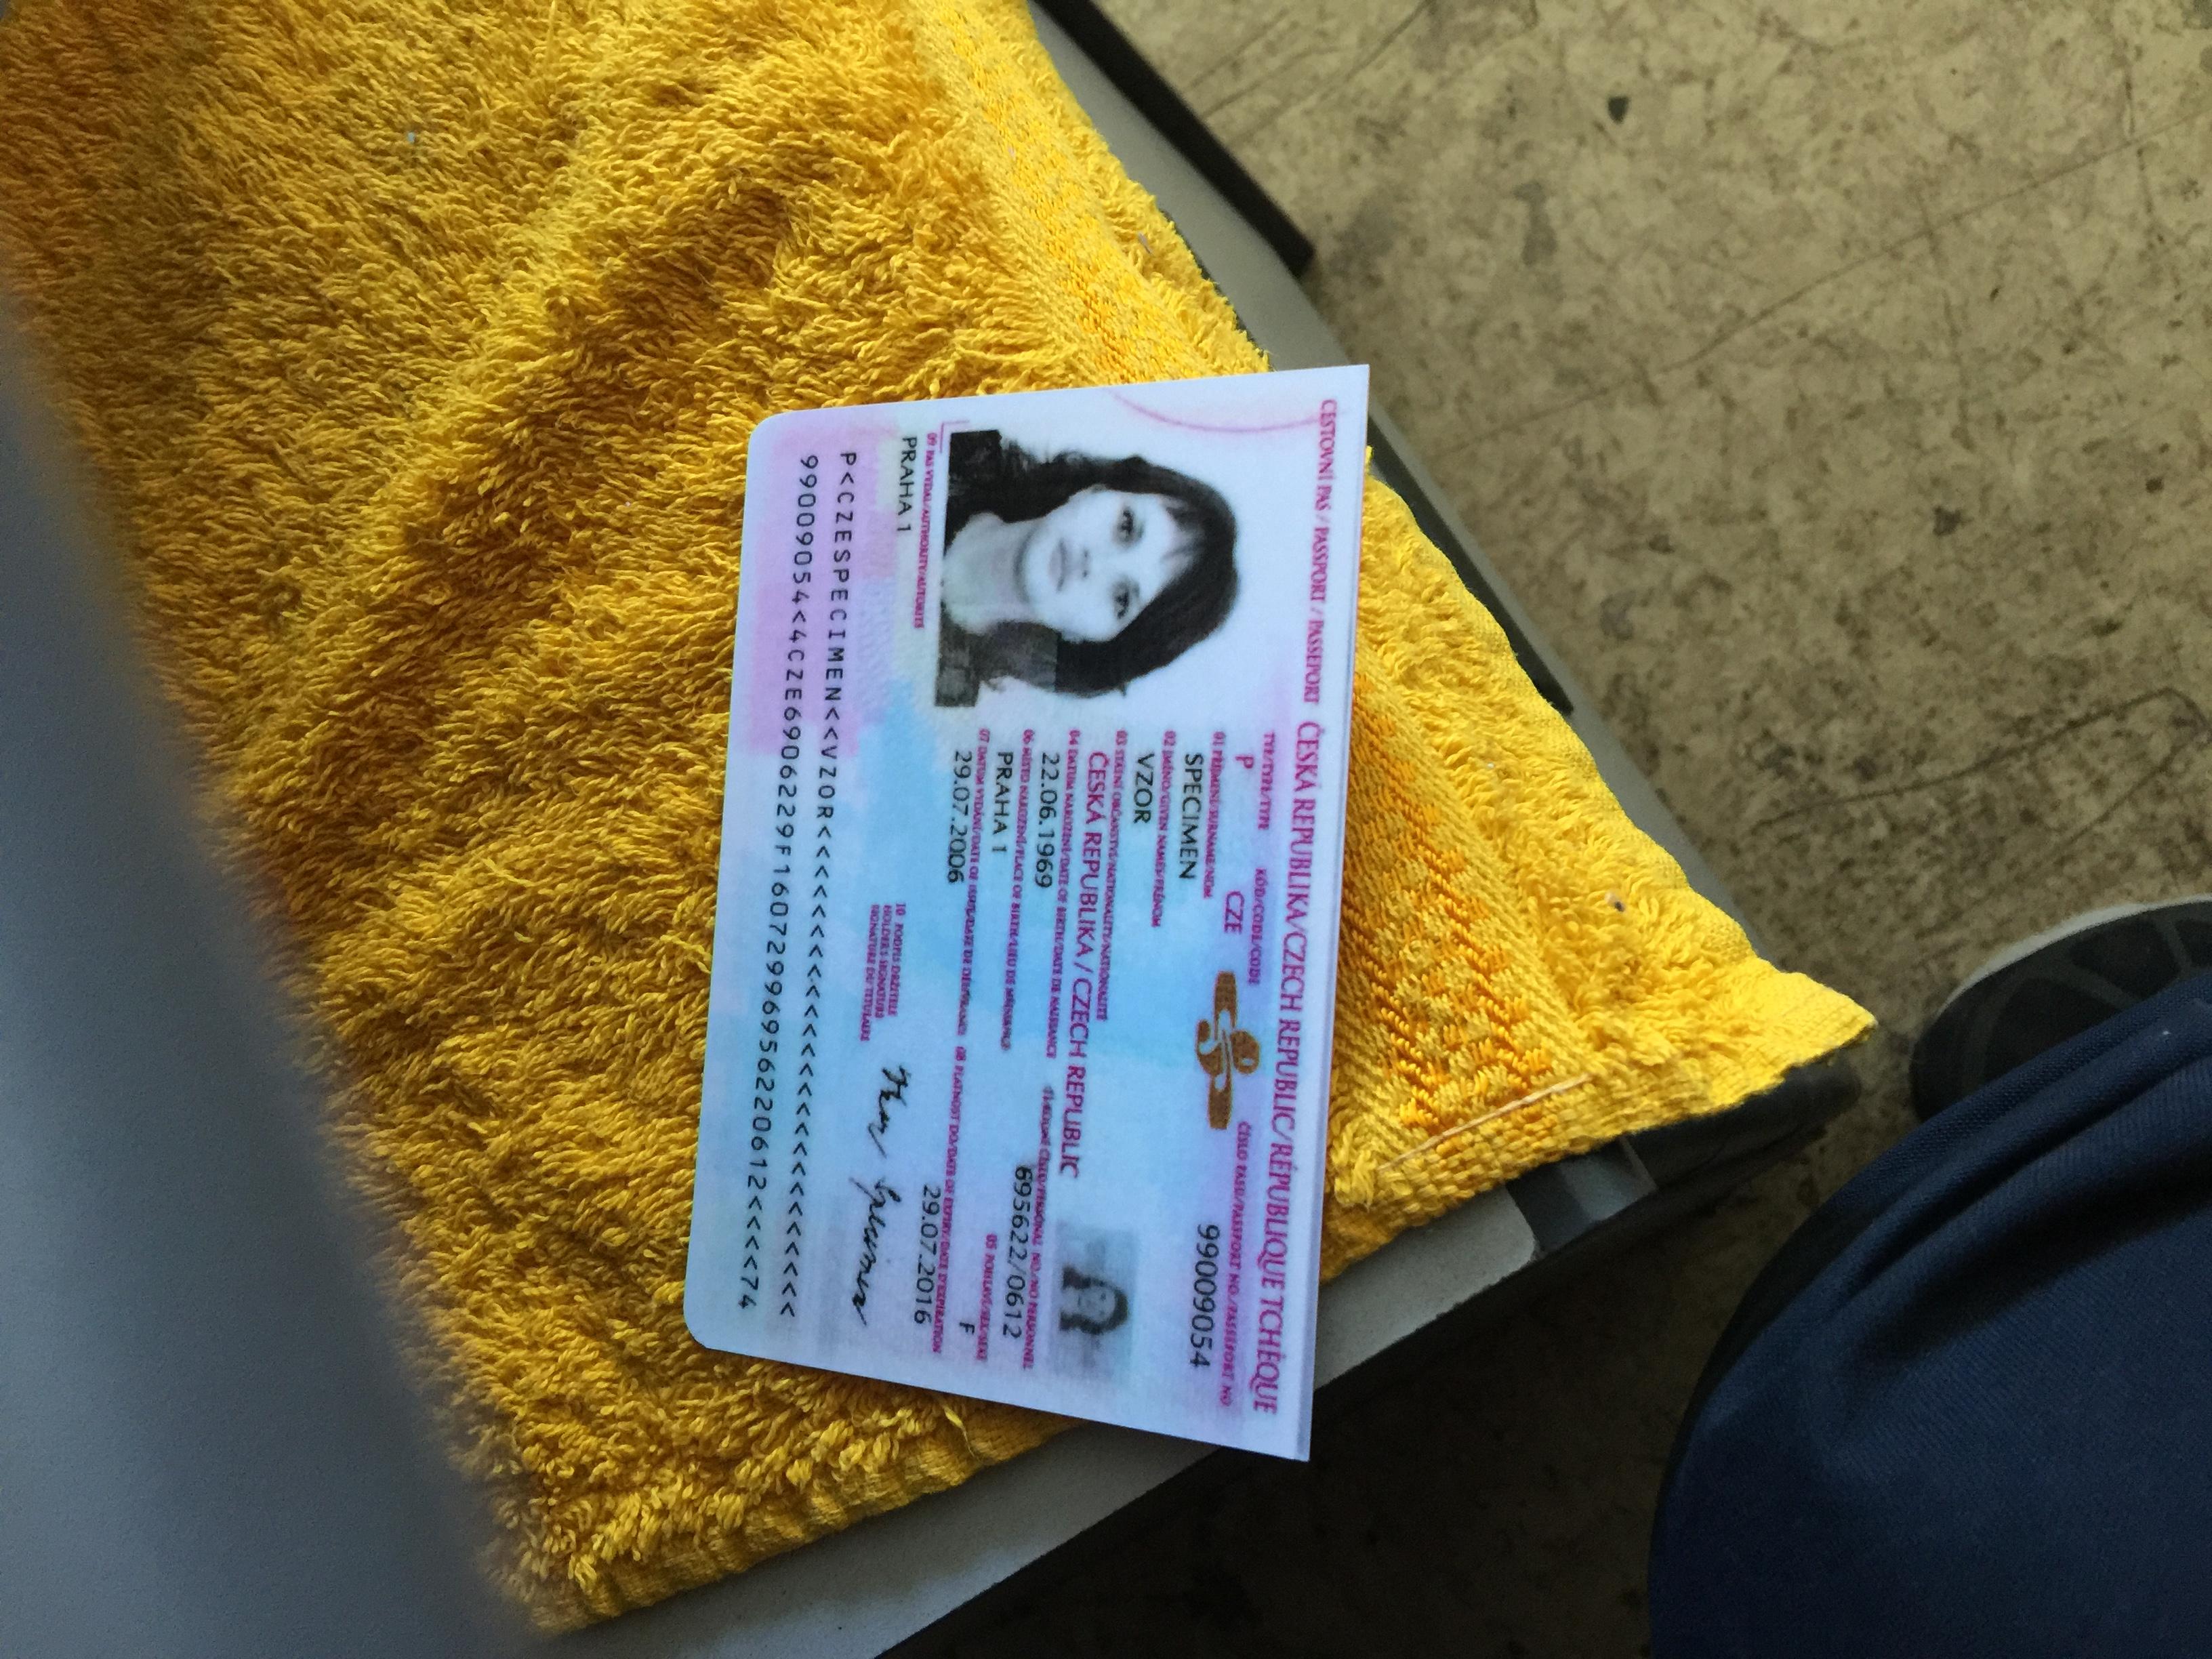 CESTOVNÍ PAS / PASSPORT / PASSEPORT ČESKÁ REPUBLIKA/CZECH REPUBLIC/RÉPUBLIQUE TCHÈQUE
TYP/TYPE/TYPE KÓD/CODE/CODE ČÍSLO PASU/PASSPORT NO./PASSEPORT NO
P CZE 99009054
01 PŘÍJMENÍ/SURNAME/NOM
SPECIMEN
02 JMÉNO/GIVEN NAMES/PRÉNOM
VZOR
03 STÁTNÍ OBČANSTVÍ/NATIONALITY/NATIONALITÉ
ČESKÁ REPUBLIKA / CZECH REPUBLIC
04 DATUM NAROZENÍ/DATE OF BIRTH/DATE DE NAISSANCE 11 RODNÉ ČÍSLO/PERSONAL NO./NO PERSONNEL
22.06.1969 695622/0612
06 MÍSTO NAROZENÍ/PLACE OF BIRTH/LIEU DE NAISSANCE 05 POHLAVÍ/SEX/SEXE
PRAHA 1 F
07 DATUM VYDÁNÍ/DATE OF ISSUE/DATE DE DÉLIVRANCE 08 PLATNOST DO/DATE OF EXPIRY/DATE D'EXPIRATION
29.07.2006 29.07.2016
09 PAS VYDAL/AUTHORITY/AUTORITÉ
PRAHA 1
10 PODPIS DRŽITELE
HOLDER'S SIGNATURE
SIGNATURE DU TITULAIRE
Specimen
P<CZESPECIMEN<<VZOR<<<<<<<<<<<<<<<<<<<<<<<<<
99009054<4CZE6906229F16072996956220612<<<<74